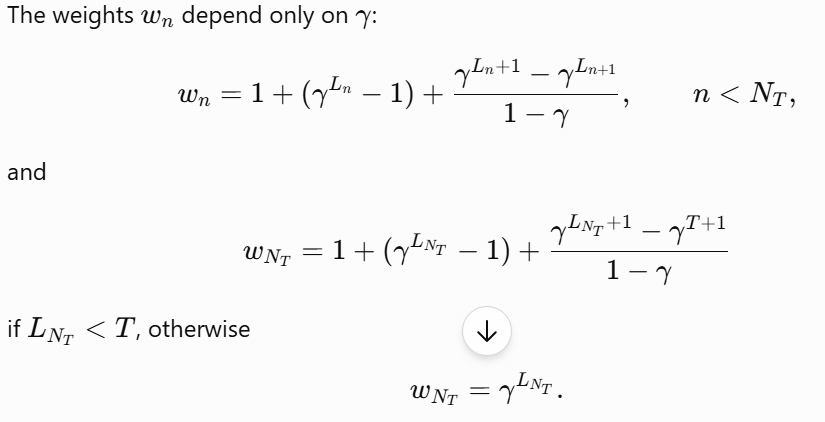 The weights $w_n$ depend only on $\gamma$:
$$w_n = 1 + (\gamma^{L_n} - 1) + \frac{\gamma^{L_n+1} - \gamma^{L_{n+1}}}{1 - \gamma}, \qquad n < N_T,$$
and
$$w_{N_T} = 1 + (\gamma^{L_{N_T}} - 1) + \frac{\gamma^{L_{N_T}+1} - \gamma^{T+1}}{1 - \gamma}$$
if $L_{N_T} < T$, otherwise
$$w_{N_T} = \gamma^{L_{N_T}}.$$